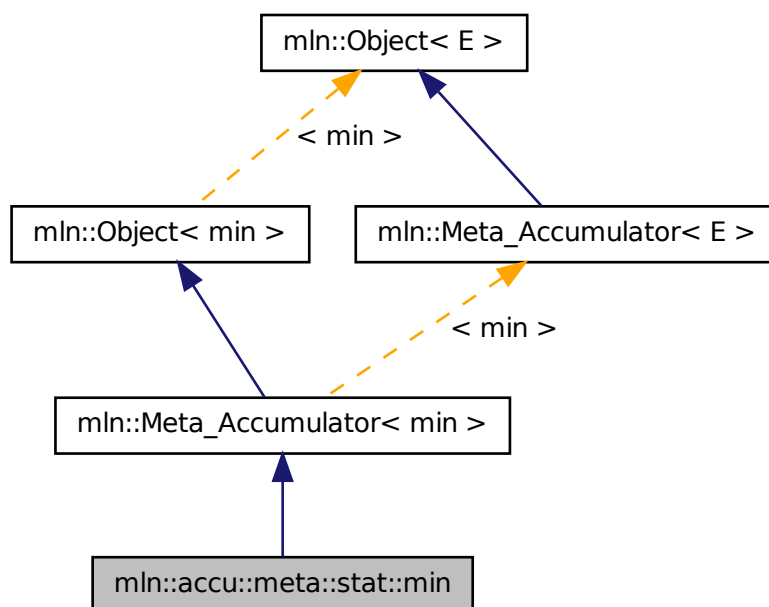 mln::Object< E >
< min >
mln::Object< min >
mln::Meta_Accumulator< E >
< min >
mln::Meta_Accumulator< min >
mln::accu::meta::stat::min